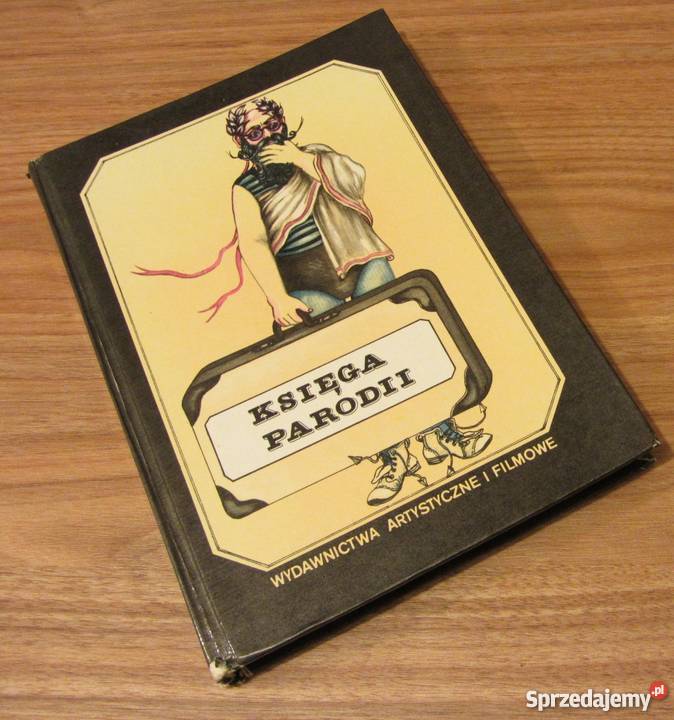 KSIĘGA
PARODII
WYDAWNICTWA ARTYSTYCZNE I FILMOWE
Sprzedajemy.pl